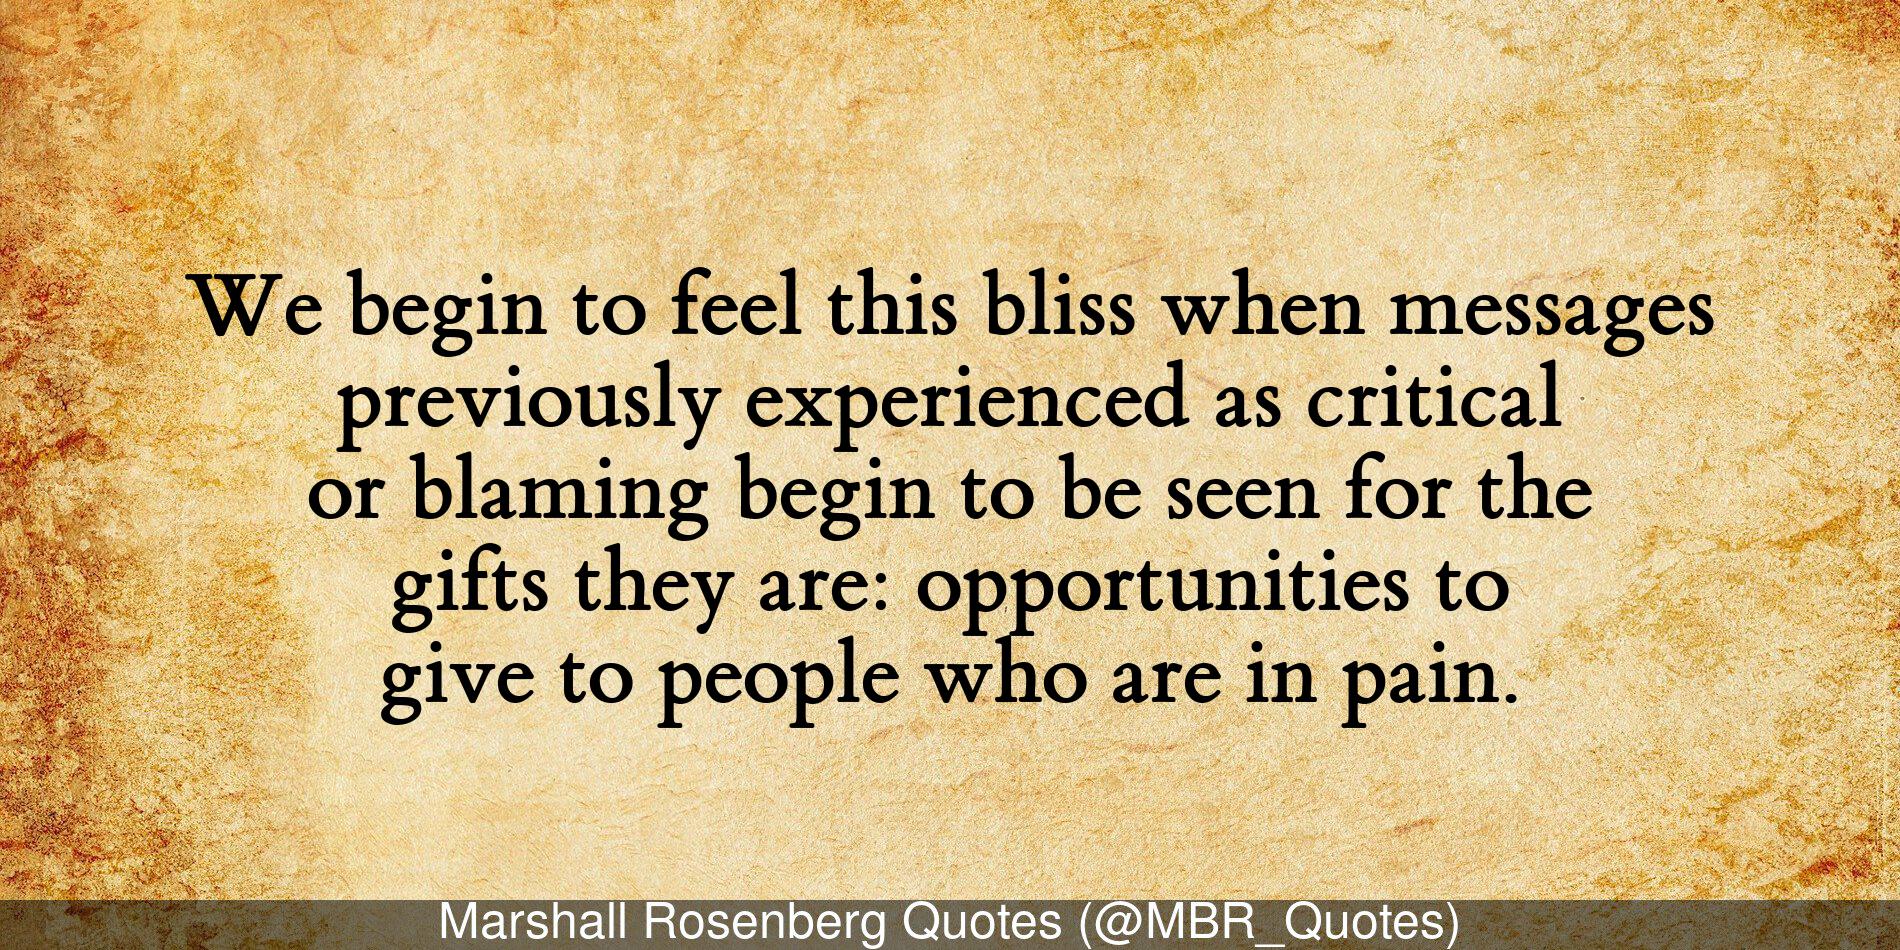 We begin to feel this bliss when messages
previously experienced as critical
or blaming begin to be seen for the
gifts they are: opportunities to
give to people who are in pain.
Marshall Rosenberg Quotes (@MBR_Quotes)